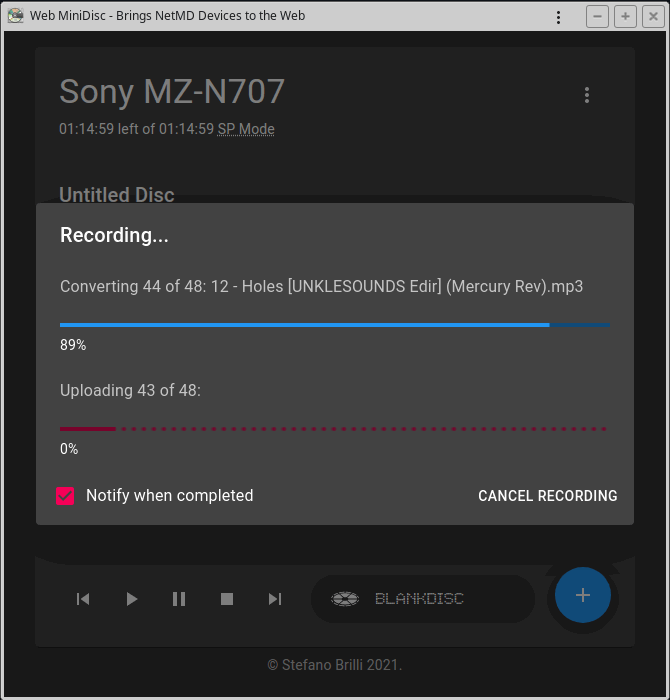 Web MiniDisc - Brings NetMD Devices to the Web
Sony MZ-N707
01:14:59 left of 01:14:59 SP Mode
Untitled Disc
Recording...
Converting 44 of 48: 12 - Holes [UNKLESOUNDS Edir] (Mercury Rev).mp3
89%
Uploading 43 of 48:
0%
Notify when completed
CANCEL RECORDING
BLANKDISC
© Stefano Brilli 2021.